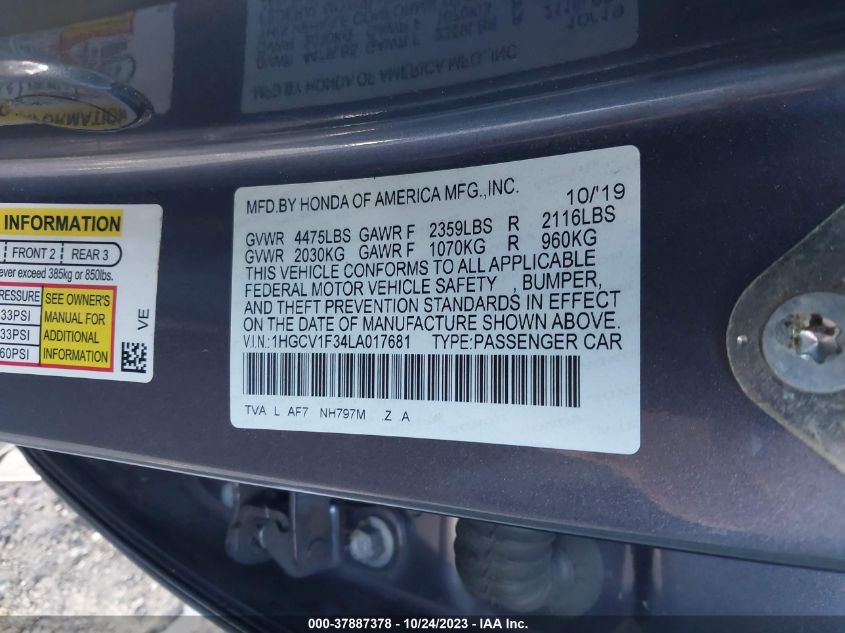 MFD.BY HONDA OF AMERICA MFG.,INC. 10/'19
GVWR 4475LBS GAWR F 2359LBS R 2116LBS
GVWR 2030KG GAWR F 1070KG R 960KG
THIS VEHICLE CONFORMS TO ALL APPLICABLE
FEDERAL MOTOR VEHICLE SAFETY , BUMPER,
AND THEFT PREVENTION STANDARDS IN EFFECT
ON THE DATE OF MANUFACTURE SHOWN ABOVE.
V.I.N.:1HGCV1F34LA017681 TYPE:PASSENGER CAR
TVA L AF7 NH797M .Z A
INFORMATION
FRONT 2 REAR 3
never exceed 385kg or 850lbs.
PRESSURE
33PSI
33PSI
60PSI
SEE OWNER'S
MANUAL FOR
ADDITIONAL
INFORMATION
VE
000-37887378 - 10/24/2023 - IAAI Inc.